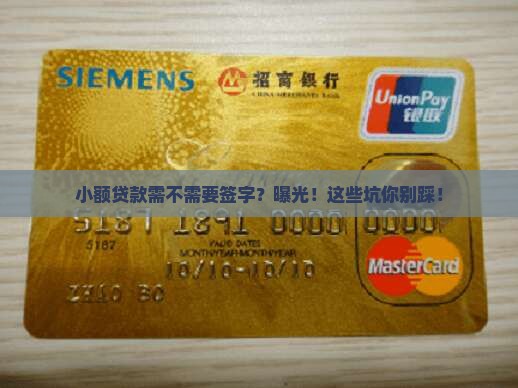 SIEMENS 招商银行
CHINA MERCHANTS BANK
UnionPay
银联
小额贷款需不需要签字？曝光！这些坑你别踩！
5187 1891 0000 0000
5187
VALID DATES
MONTH/YEAR-MONTH/YEAR
10/10-10/10
MasterCard